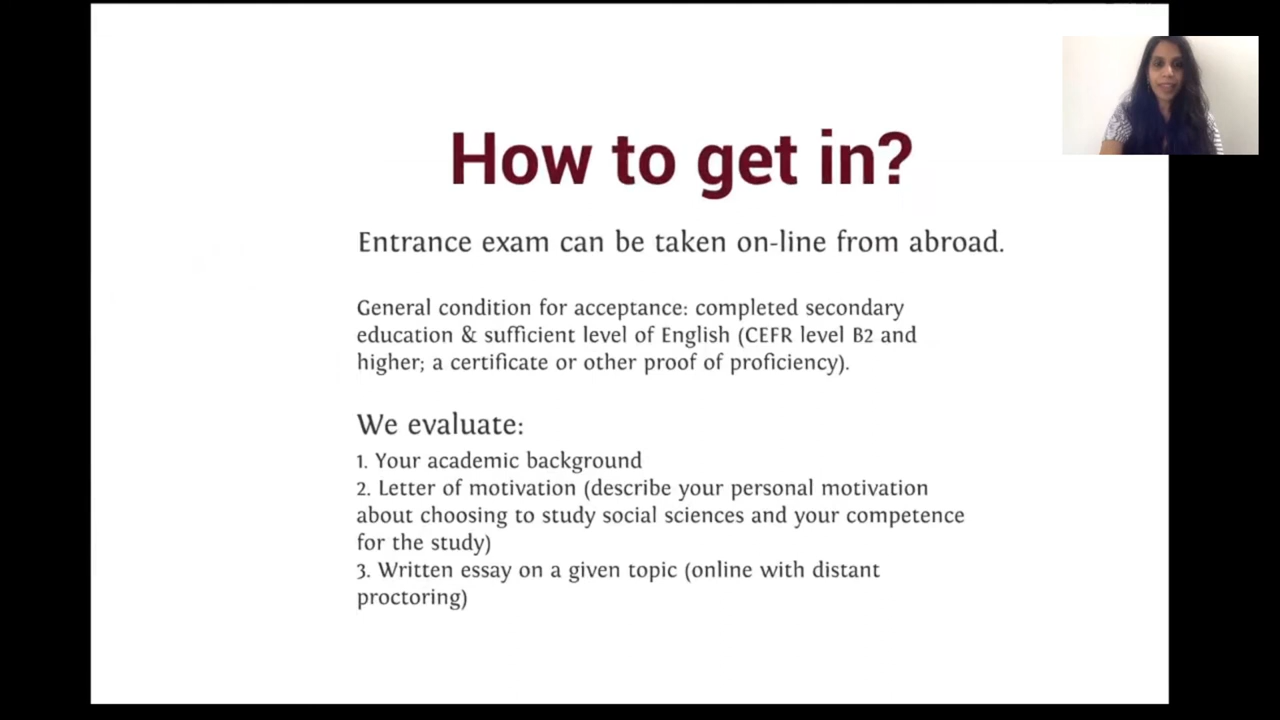 How to get in?
Entrance exam can be taken on-line from abroad.
General condition for acceptance: completed secondary
education & sufficient level of English (CEFR level B2 and
higher; a certificate or other proof of proficiency).
We evaluate:
1. Your academic background
2. Letter of motivation (describe your personal motivation
about choosing to study social sciences and your competence
for the study)
3. Written essay on a given topic (online with distant
proctoring)